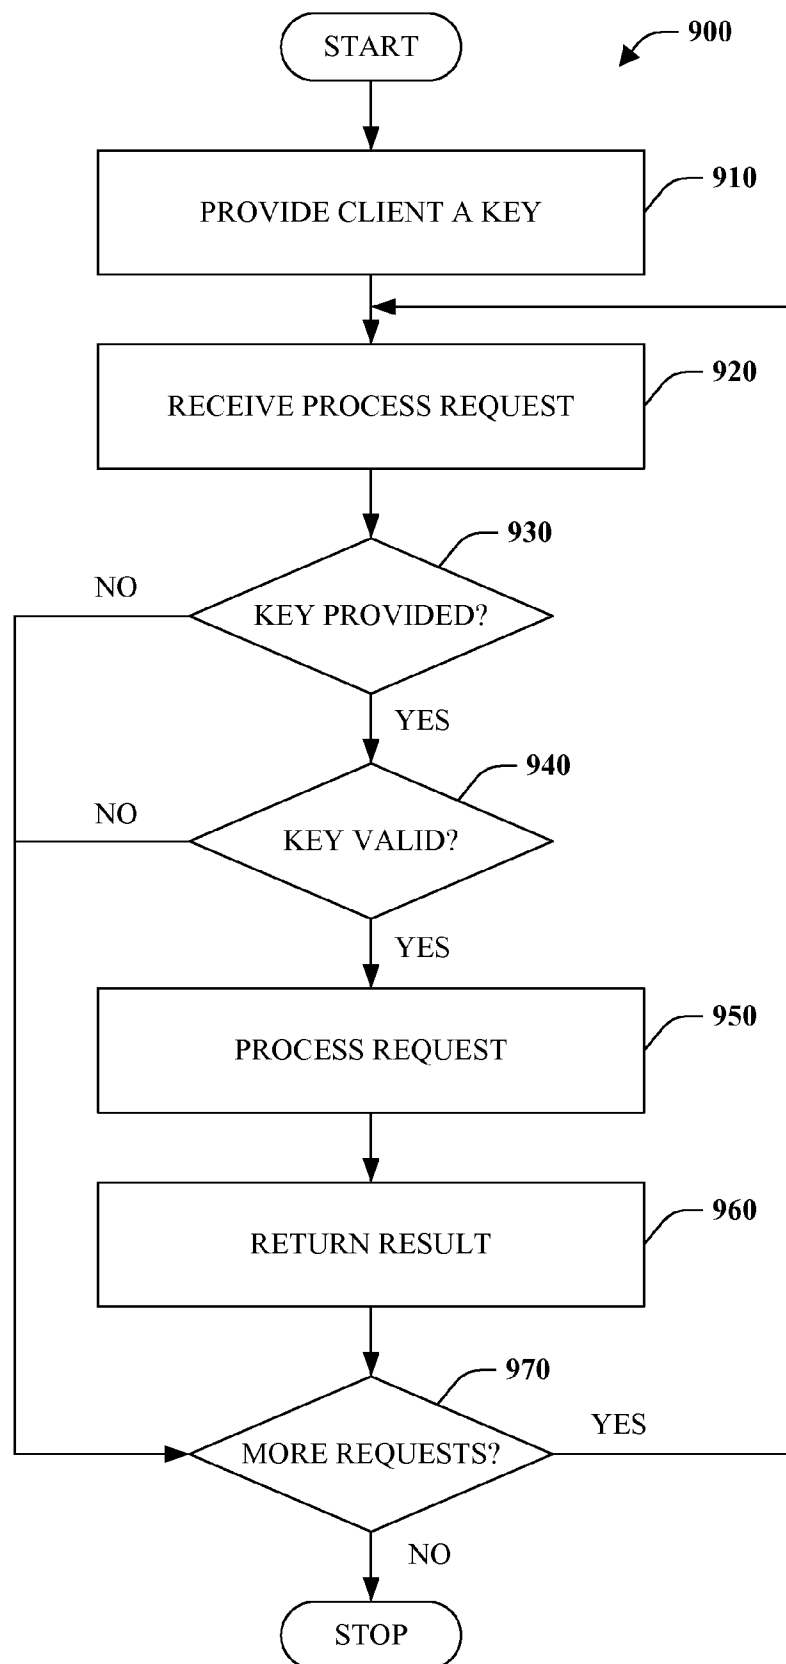 START
900
PROVIDE CLIENT A KEY
910
RECEIVE PROCESS REQUEST
920
930
NO
KEY PROVIDED?
YES
940
NO
KEY VALID?
YES
PROCESS REQUEST
950
RETURN RESULT
960
970
YES
MORE REQUESTS?
NO
STOP